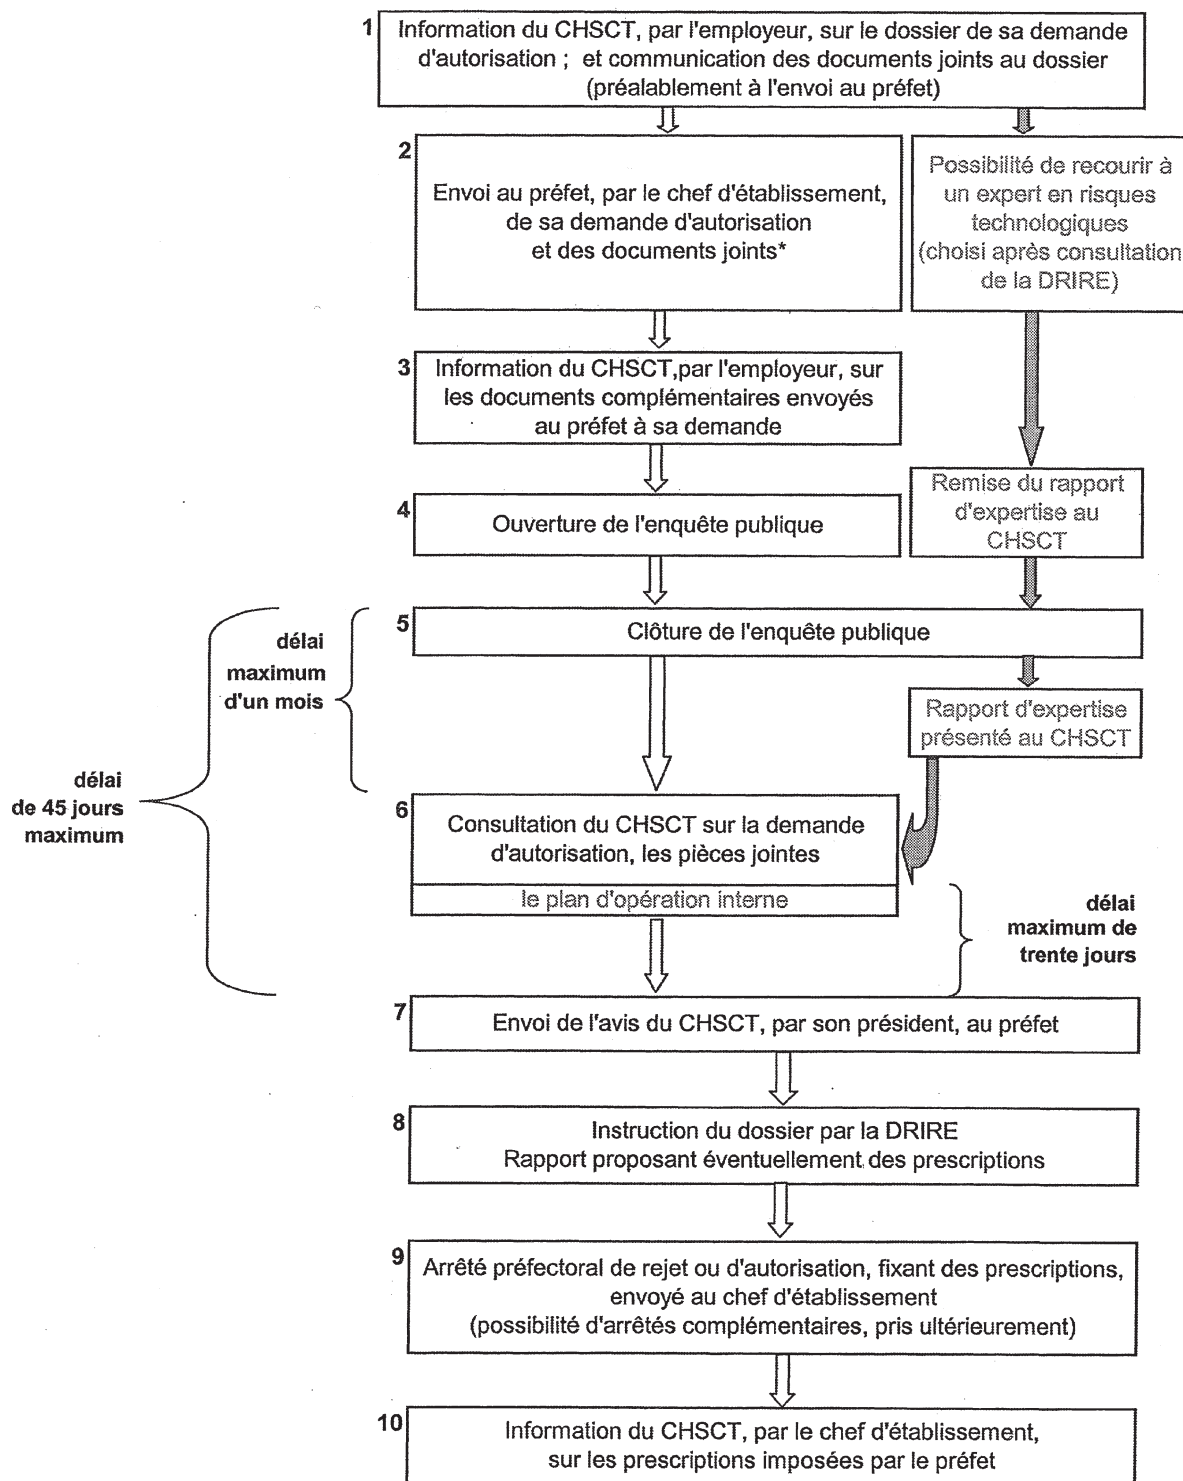 1 Information du CHSCT, par l'employeur, sur le dossier de sa demande
d'autorisation ; et communication des documents joints au dossier
(préalablement à l'envoi au préfet)
2
Envoi au préfet, par le chef d'établissement,
de sa demande d'autorisation
et des documents joints*
Possibilité de recourir à
un expert en risques
technologiques
(choisi après consultation
de la DRIRE)
3 Information du CHSCT,par l'employeur, sur
les documents complémentaires envoyés
au préfet à sa demande
4 Ouverture de l'enquête publique
Remise du rapport
d'expertise au
CHSCT
5 Clôture de l'enquête publique
délai
maximum
d'un mois
Rapport d'expertise
présenté au CHSCT
délai
de 45 jours
maximum
6 Consultation du CHSCT sur la demande
d'autorisation, les pièces jointes
le plan d'opération interne
délai
maximum de
trente jours
7 Envoi de l'avis du CHSCT, par son président, au préfet
8 Instruction du dossier par la DRIRE
Rapport proposant éventuellement des prescriptions
9 Arrêté préfectoral de rejet ou d'autorisation, fixant des prescriptions,
envoyé au chef d'établissement
(possibilité d'arrêtés complémentaires, pris ultérieurement)
10 Information du CHSCT, par le chef d'établissement,
sur les prescriptions imposées par le préfet